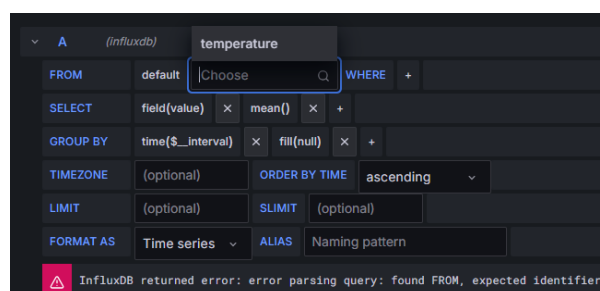 A (influxdb) temperature
FROM default Choose WHERE +
SELECT field(value) × mean() × +
GROUP BY time($__interval) × fill(null) × +
TIMEZONE (optional) ORDER BY TIME ascending
LIMIT (optional) SLIMIT (optional)
FORMAT AS Time series ALIAS Naming pattern
InfluxDB returned error: error parsing query: found FROM, expected identifier